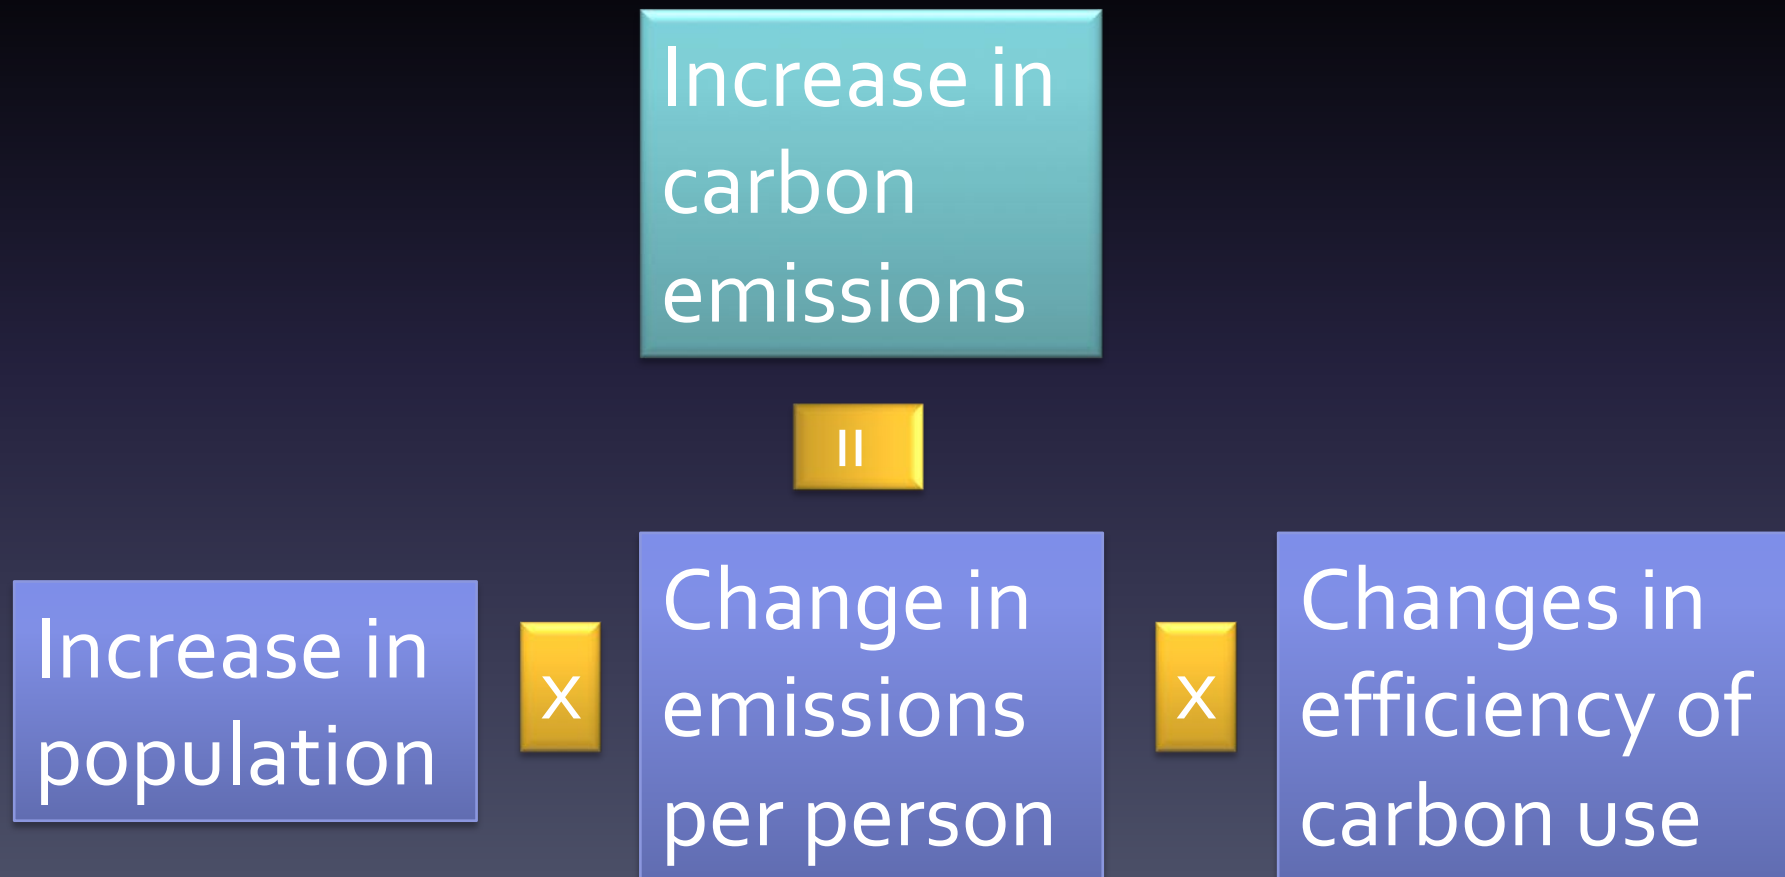 Increase in
carbon
emissions
=
Increase in
population
x
Change in
emissions
per person
x
Changes in
efficiency of
carbon use